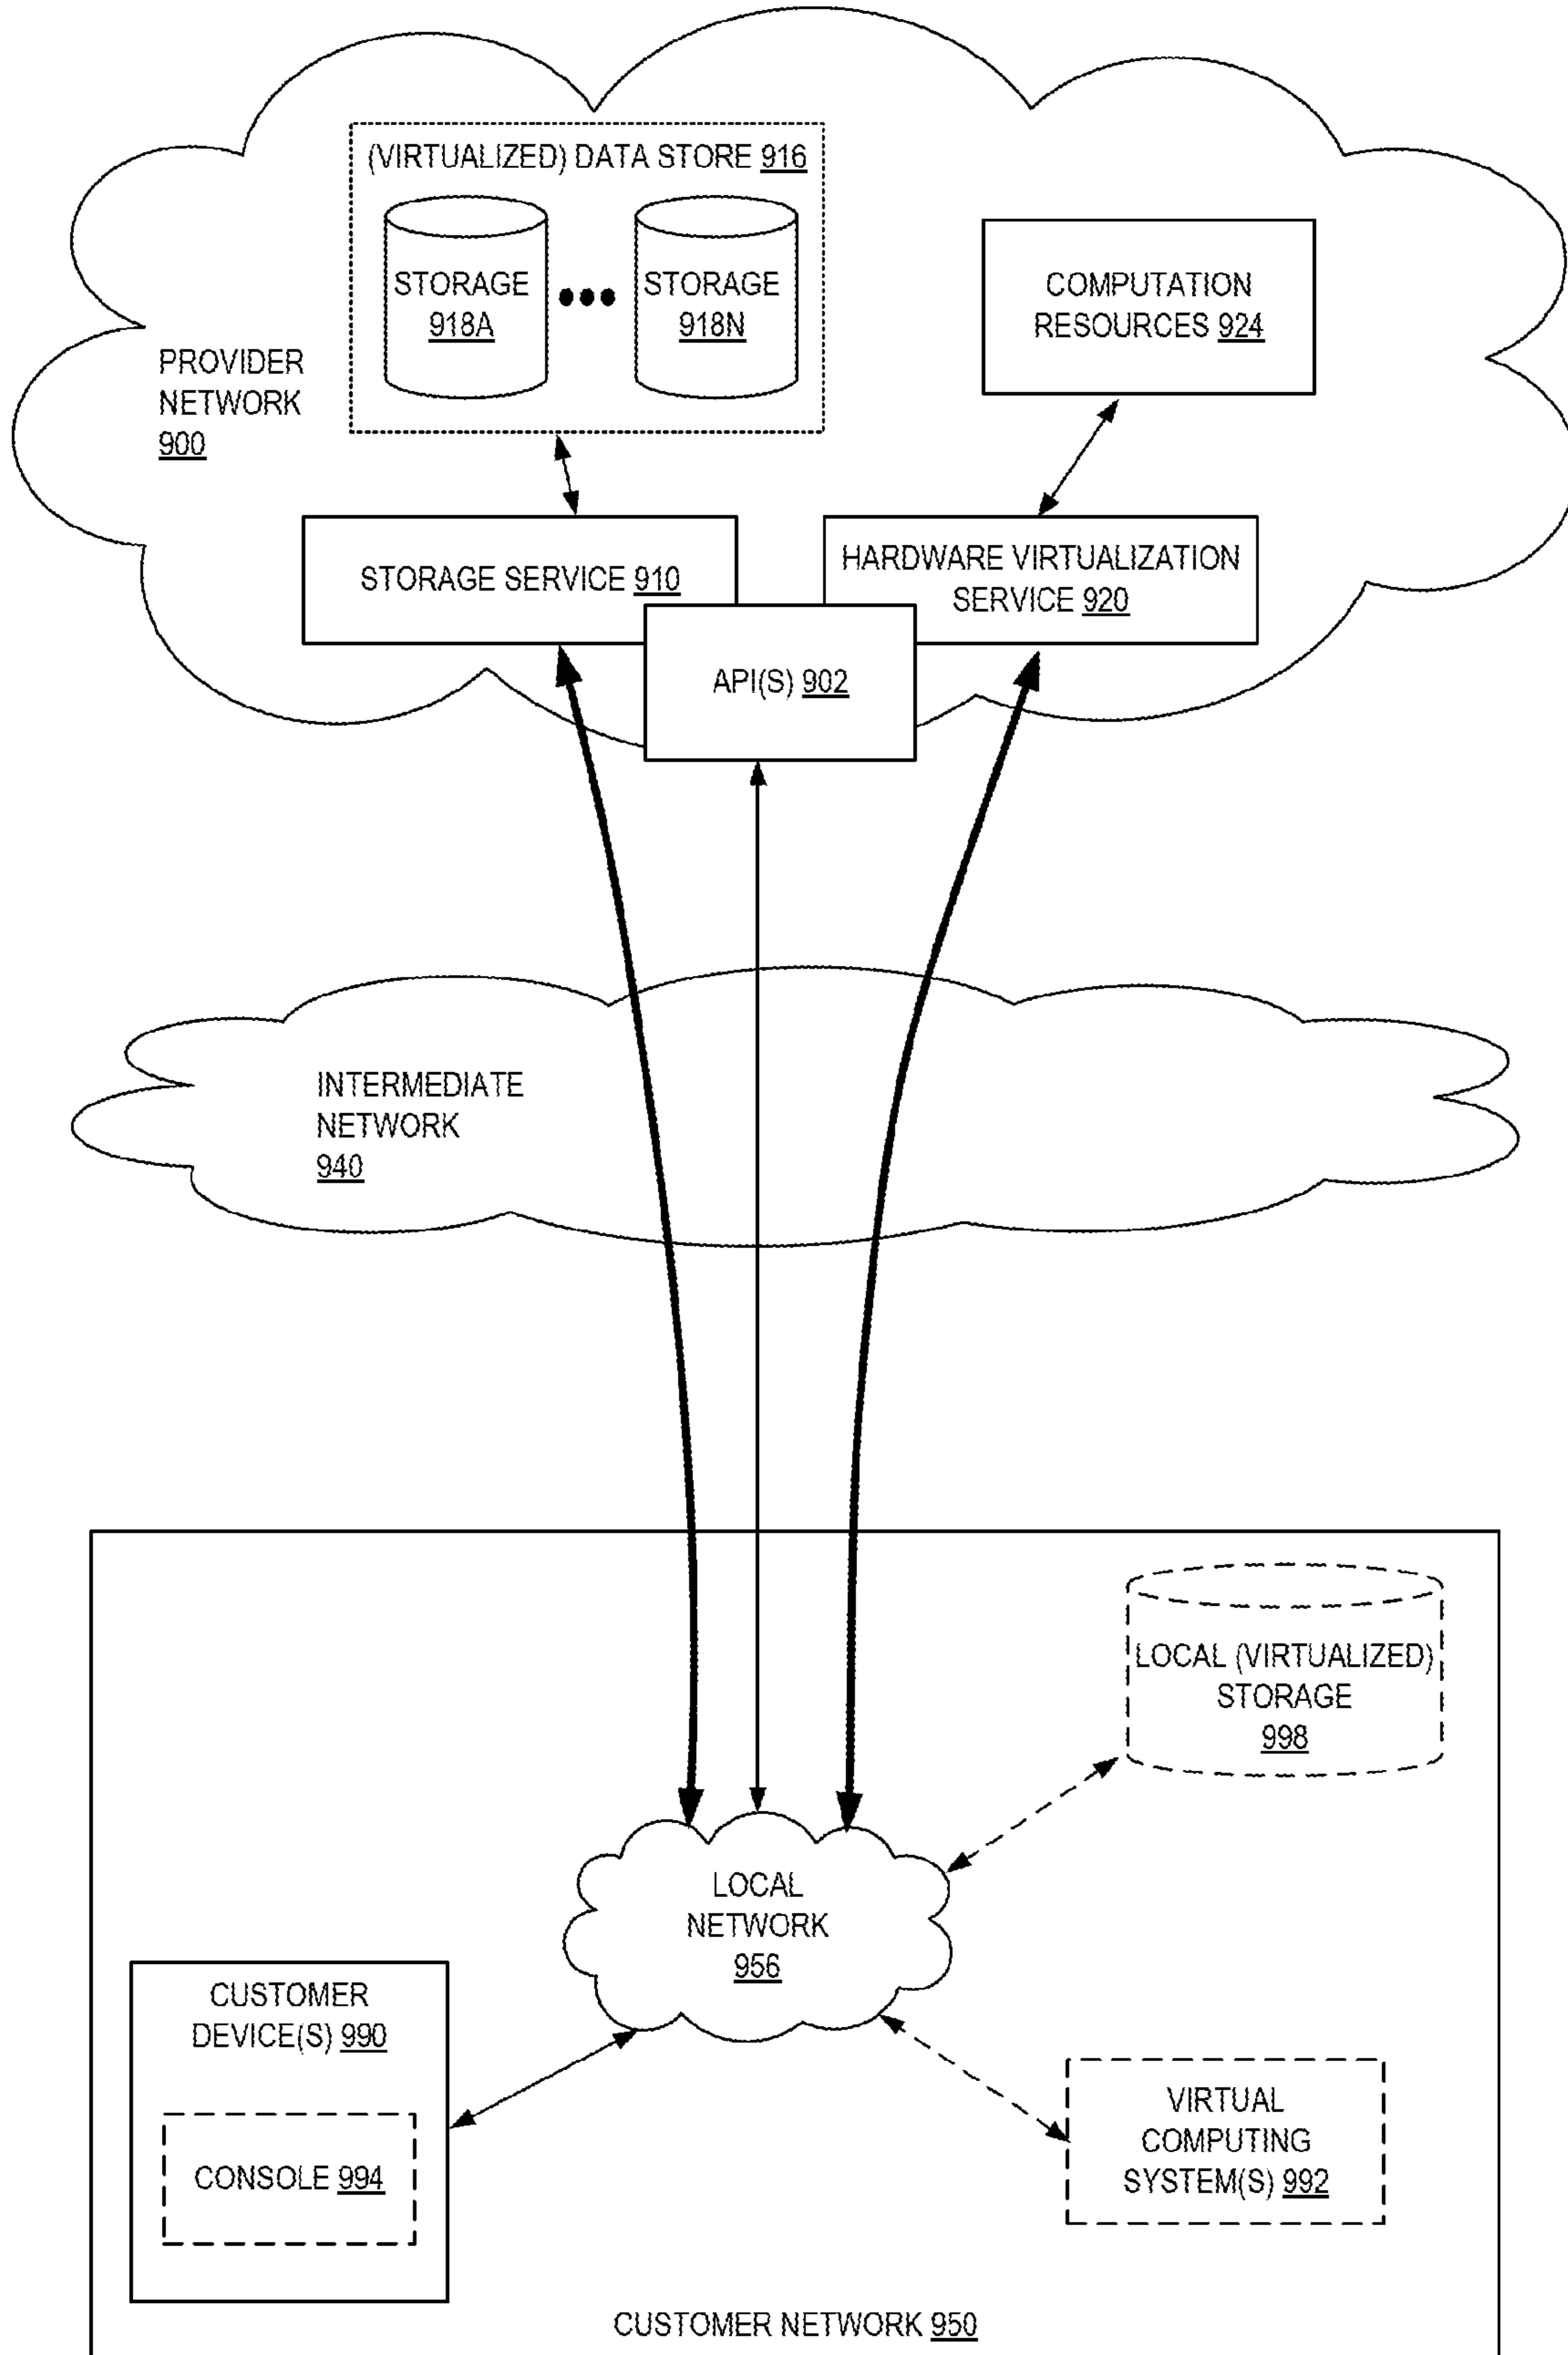 (VIRTUALIZED) DATA STORE 916
STORAGE
918A
STORAGE
918N
COMPUTATION
RESOURCES 924
PROVIDER
NETWORK
900
STORAGE SERVICE 910
HARDWARE VIRTUALIZATION
SERVICE 920
API(S) 902
INTERMEDIATE
NETWORK
940
LOCAL (VIRTUALIZED)
STORAGE
998
LOCAL
NETWORK
956
CUSTOMER
DEVICE(S) 990
CONSOLE 994
VIRTUAL
COMPUTING
SYSTEM(S) 992
CUSTOMER NETWORK 950